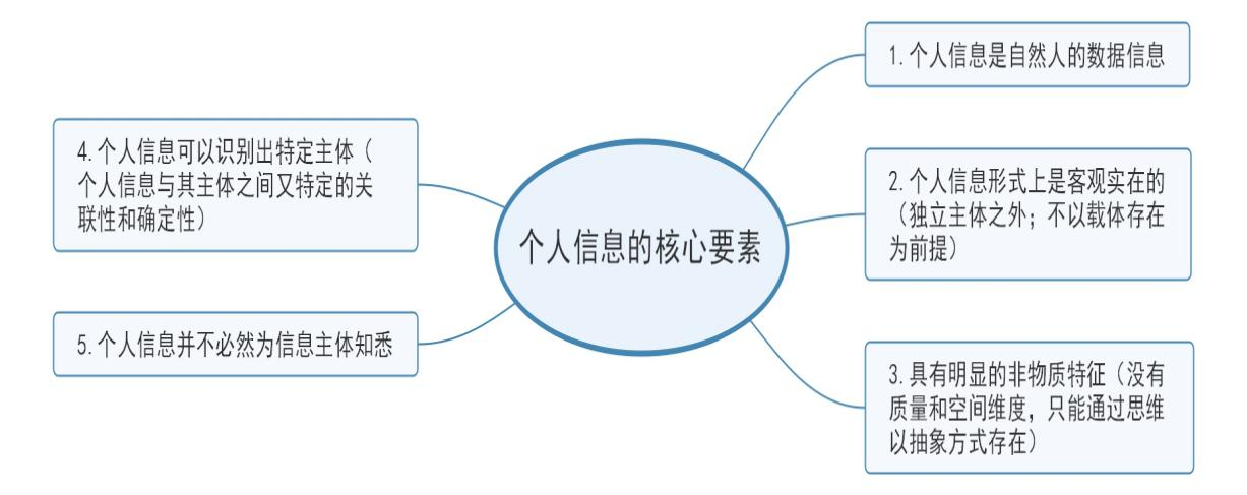 个人信息的核心要素
1. 个人信息是自然人的数据信息
2. 个人信息形式上是客观实在的
（独立主体之外；不以载体存在
为前提）
3. 具有明显的非物质特征（没有
质量和空间维度，只能通过思维
以抽象方式存在）
4. 个人信息可以识别出特定主体（
个人信息与其主体之间又特定的关
联性和确定性）
5. 个人信息并不必然为信息主体知悉